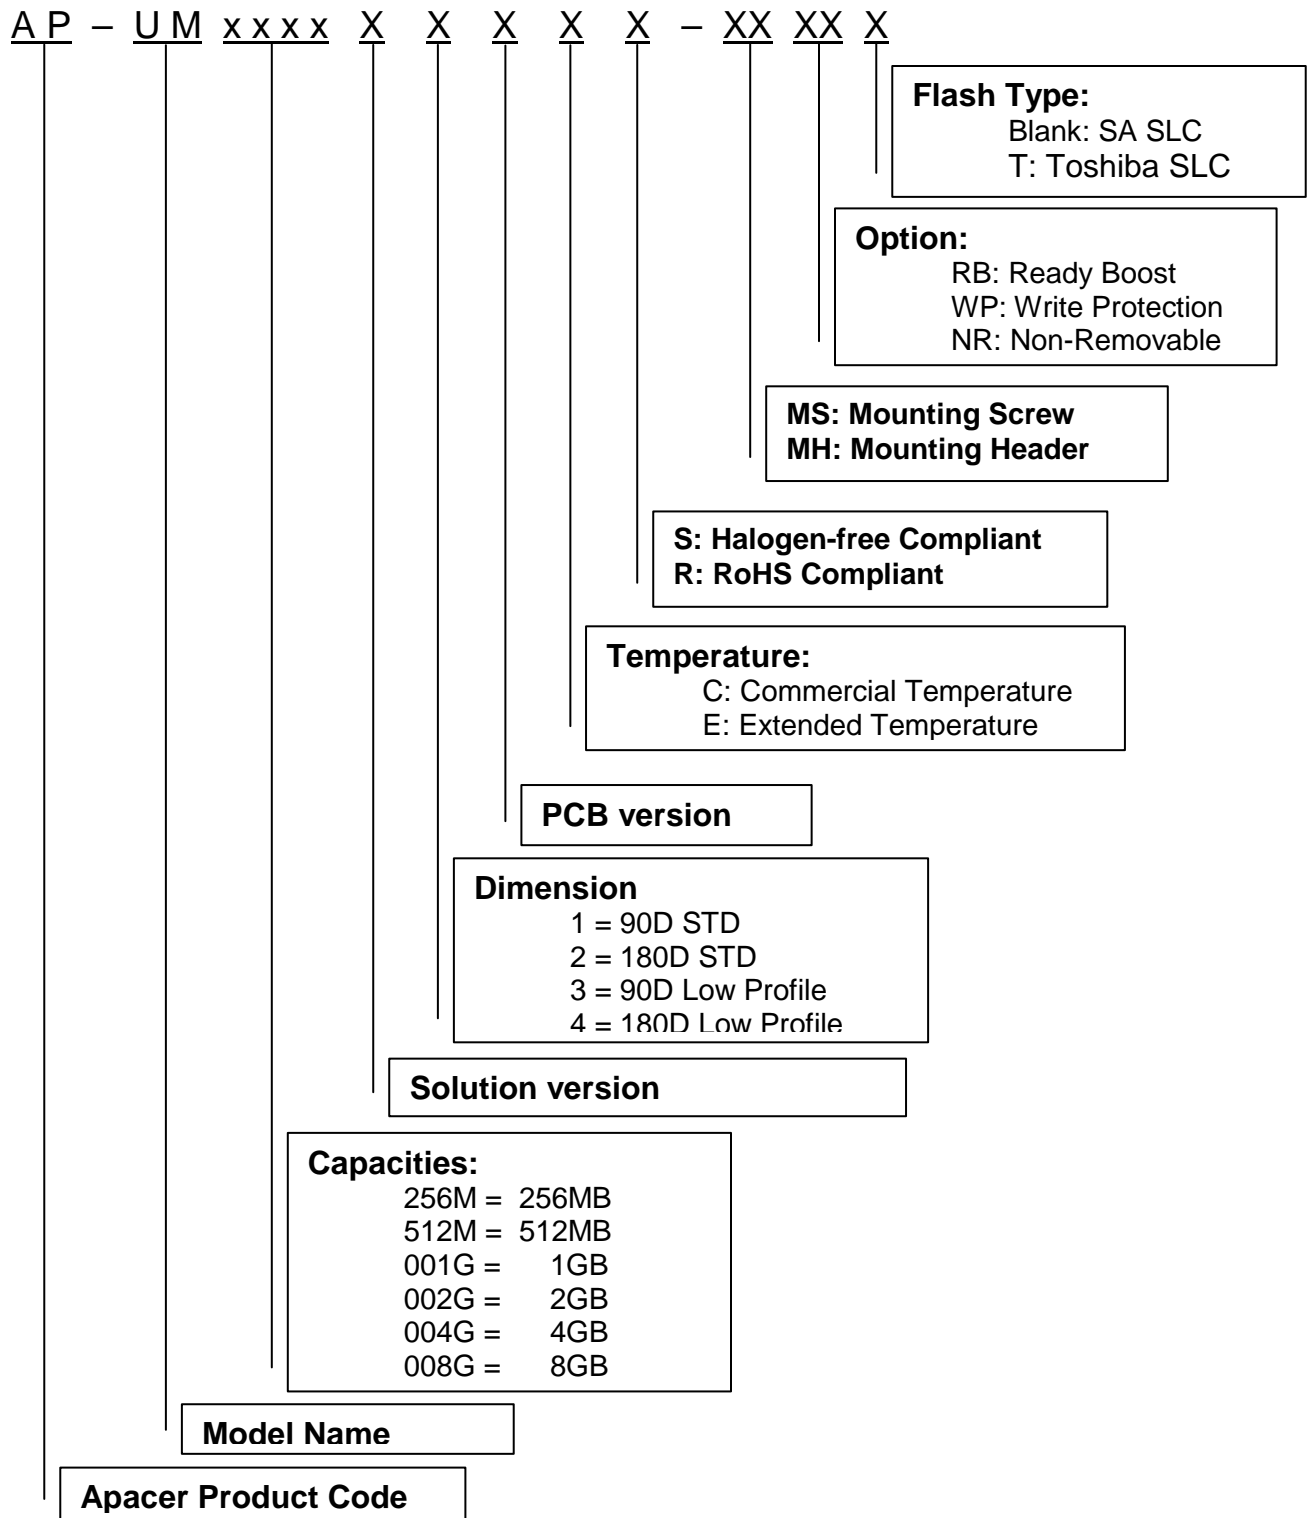 A P – U M x x x x X X X X X – XX XX X
Flash Type:
Blank: SA SLC
T: Toshiba SLC
Option:
RB: Ready Boost
WP: Write Protection
NR: Non-Removable
MS: Mounting Screw
MH: Mounting Header
S: Halogen-free Compliant
R: RoHS Compliant
Temperature:
C: Commercial Temperature
E: Extended Temperature
PCB version
Dimension
1 = 90D STD
2 = 180D STD
3 = 90D Low Profile
4 = 180D Low Profile
Solution version
Capacities:
256M = 256MB
512M = 512MB
001G = 1GB
002G = 2GB
004G = 4GB
008G = 8GB
Model Name
Apacer Product Code